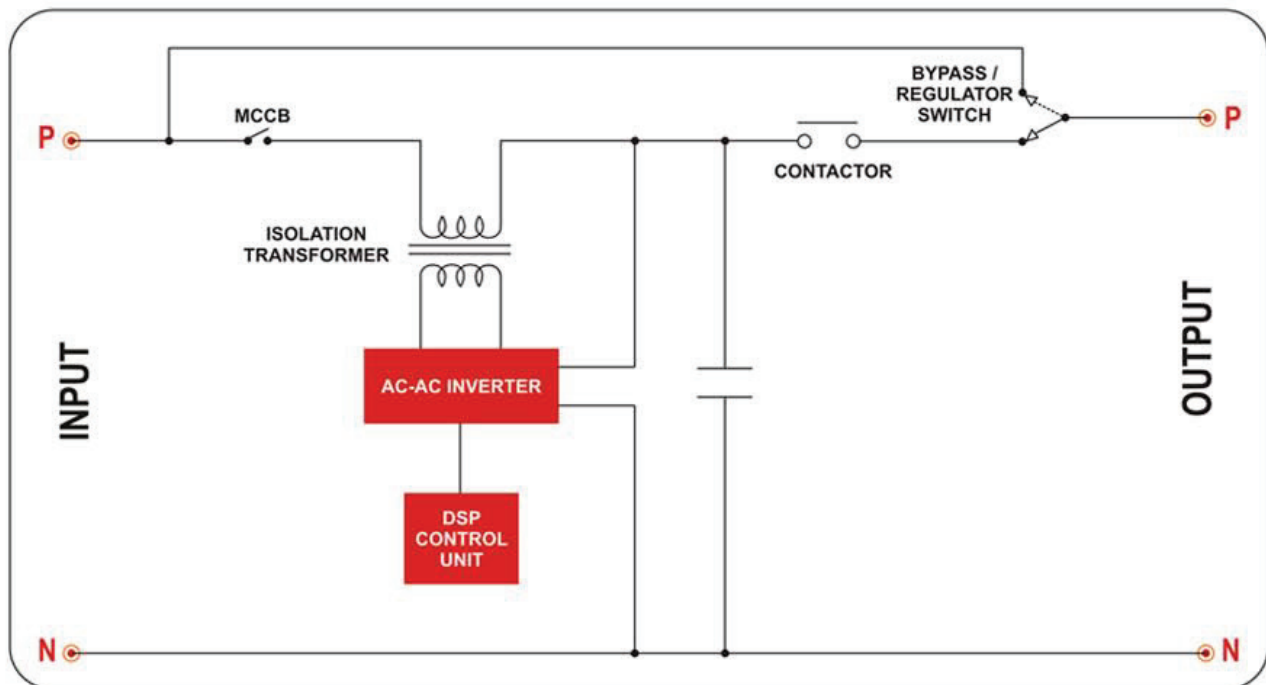 BYPASS /
REGULATOR
SWITCH
MCCB
P
P
CONTACTOR
ISOLATION
TRANSFORMER
INPUT
OUTPUT
AC-AC INVERTER
DSP
CONTROL
UNIT
N
N